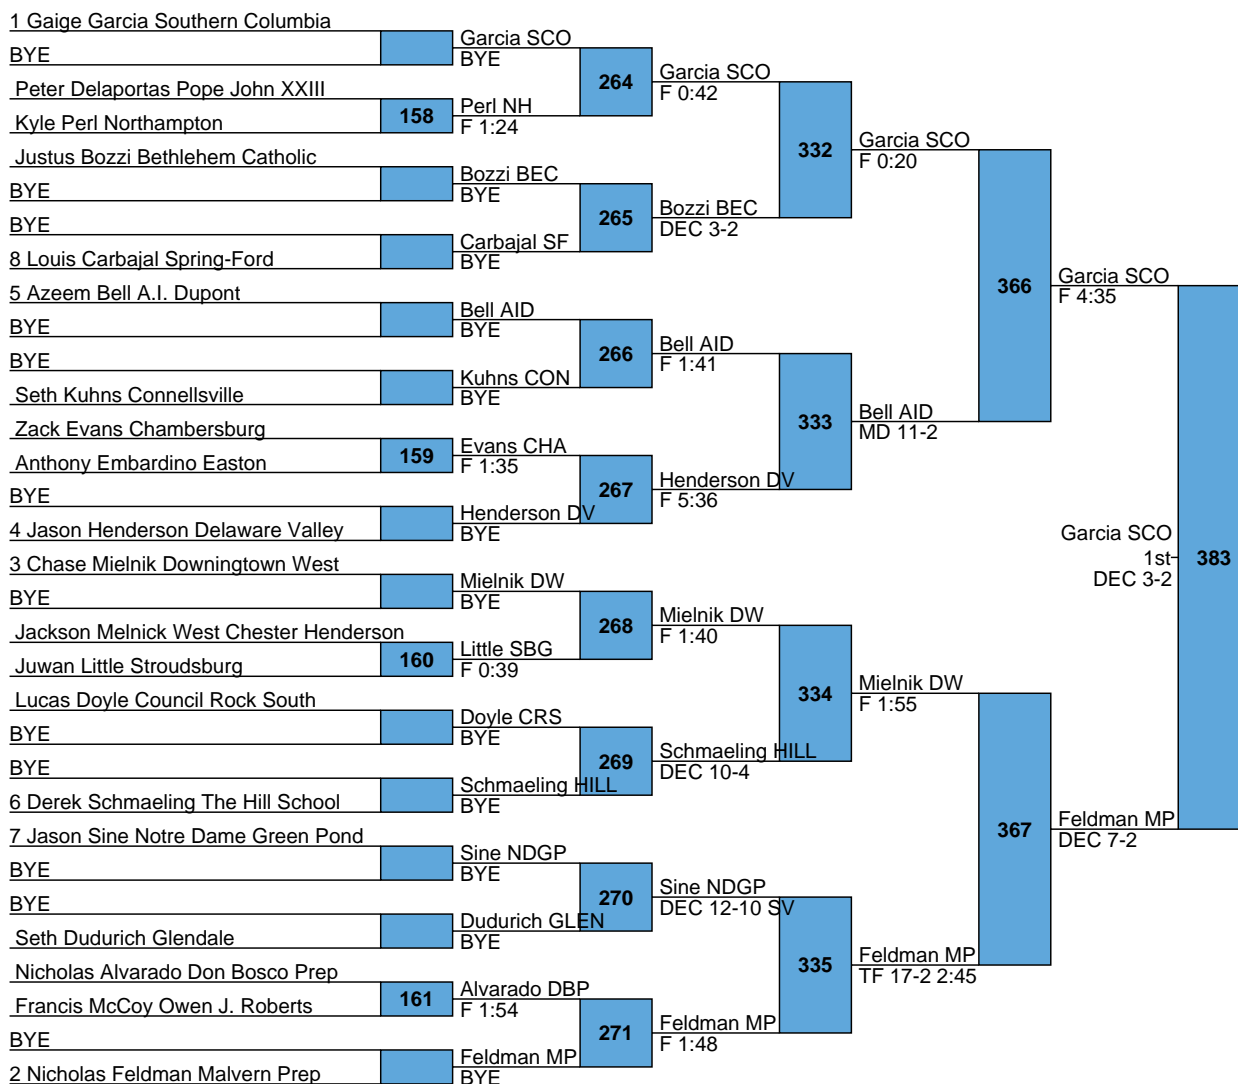 1 Gaige Garcia Southern Columbia
BYE
Peter Delaportas Pope John XXIII
158
Kyle Perl Northampton
Justus Bozzi Bethlehem Catholic
BYE
BYE
8 Louis Carbajal Spring-Ford
5 Azeem Bell A.I. Dupont
BYE
BYE
Seth Kuhns Connellsville
Zack Evans Chambersburg
159
Anthony Embardino Easton
BYE
4 Jason Henderson Delaware Valley
3 Chase Mielnik Downingtown West
BYE
Jackson Melnick West Chester Henderson
160
Juwan Little Stroudsburg
Lucas Doyle Council Rock South
BYE
BYE
6 Derek Schmaeling The Hill School
7 Jason Sine Notre Dame Green Pond
BYE
BYE
Seth Dudurich Glendale
Nicholas Alvarado Don Bosco Prep
161
Francis McCoy Owen J. Roberts
BYE
2 Nicholas Feldman Malvern Prep
Garcia SCO
BYE
264
Perl NH
F 1:24
Bozzi BEC
BYE
265
Carbajal SF
BYE
Bell AID
BYE
266
Kuhns CON
BYE
Evans CHA
F 1:35
267
Henderson DV
BYE
Mielnik DW
BYE
268
Little SBG
F 0:39
Doyle CRS
BYE
269
Schmaeling HILL
BYE
Sine NDGP
BYE
270
Dudurich GLEN
BYE
Alvarado DBP
F 1:54
271
Feldman MP
BYE
Garcia SCO
F 0:42
332
Bozzi BEC
DEC 3-2
Bell AID
F 1:41
333
Henderson DV
F 5:36
Mielnik DW
F 1:40
334
Schmaeling HILL
DEC 10-4
Sine NDGP
DEC 12-10 SV
335
Feldman MP
F 1:48
Garcia SCO
F 0:20
366
Bell AID
MD 11-2
Mielnik DW
F 1:55
367
Feldman MP
TF 17-2 2:45
Garcia SCO
F 4:35
383
Feldman MP
DEC 7-2
Garcia SCO
1st
DEC 3-2